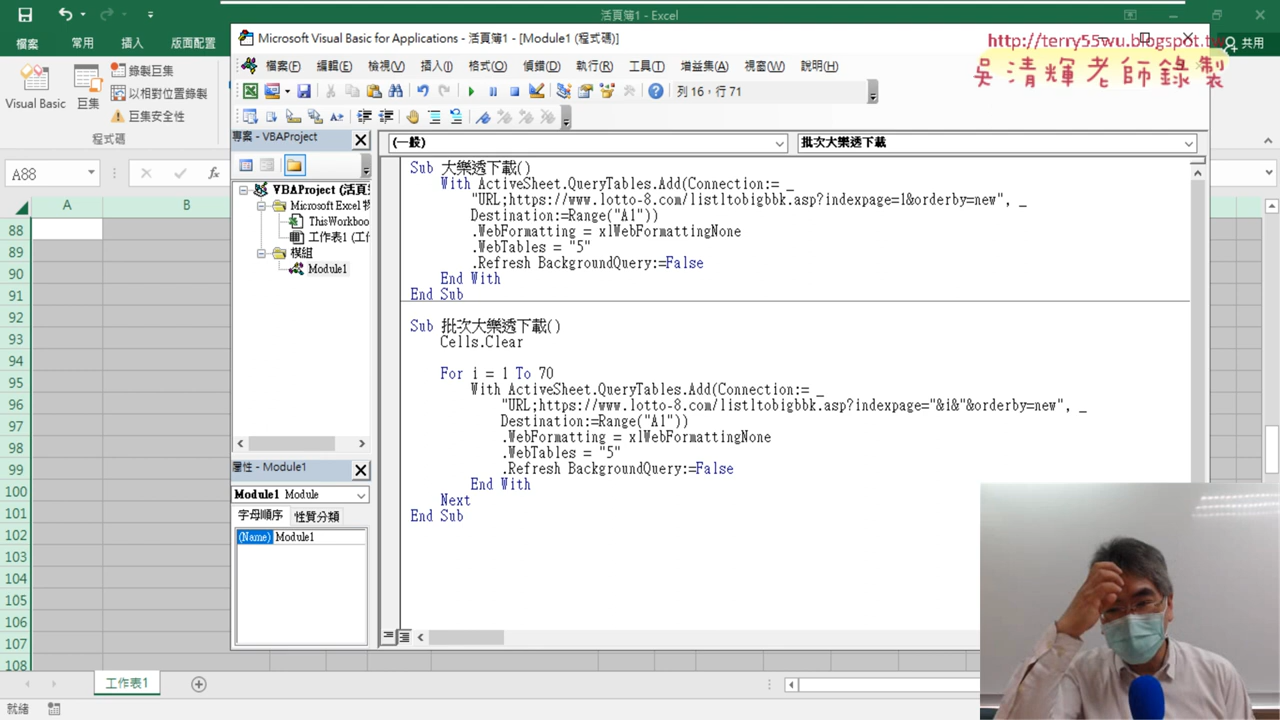 活頁簿1 - Excel
檔案
常用
插入
版面配置
共用
Visual Basic
巨集
錄製巨集
以相對位置錄製
巨集安全性
程式碼
A88
A
B
88
89
90
91
92
93
94
95
96
97
98
99
100
101
102
103
104
105
106
107
108
工作表1
就緒
Microsoft Visual Basic for Applications - 活頁簿1 - [Module1 (程式碼)]
檔案(F)
編輯(E)
檢視(V)
插入(I)
格式(O)
偵錯(D)
執行(R)
工具(T)
增益集(A)
視窗(W)
說明(H)
列 16，行 71
專案 - VBAProject
VBAProject (活頁
Microsoft Excel 物
ThisWorkboo
工作表1 (工作
模組
Module1
屬性 - Module1
Module1 Module
字母順序
性質分類
(Name) Module1
(一般)
批次大樂透下載
Sub 大樂透下載()
With ActiveSheet.QueryTables.Add(Connection:= _
"URL;https://www.lotto-8.com/listltobigbbk.asp?indexpage=1&orderby=new", _
Destination:=Range("A1"))
.WebFormatting = xlWebFormattingNone
.WebTables = "5"
.Refresh BackgroundQuery:=False
End With
End Sub
Sub 批次大樂透下載()
Cells.Clear
For i = 1 To 70
With ActiveSheet.QueryTables.Add(Connection:= _
"URL;https://www.lotto-8.com/listltobigbbk.asp?indexpage="&i&"&orderby=new", _
Destination:=Range("A1"))
.WebFormatting = xlWebFormattingNone
.WebTables = "5"
.Refresh BackgroundQuery:=False
End With
Next
End Sub
http://terry55wu.blogspot.tw
吳清輝老師錄製